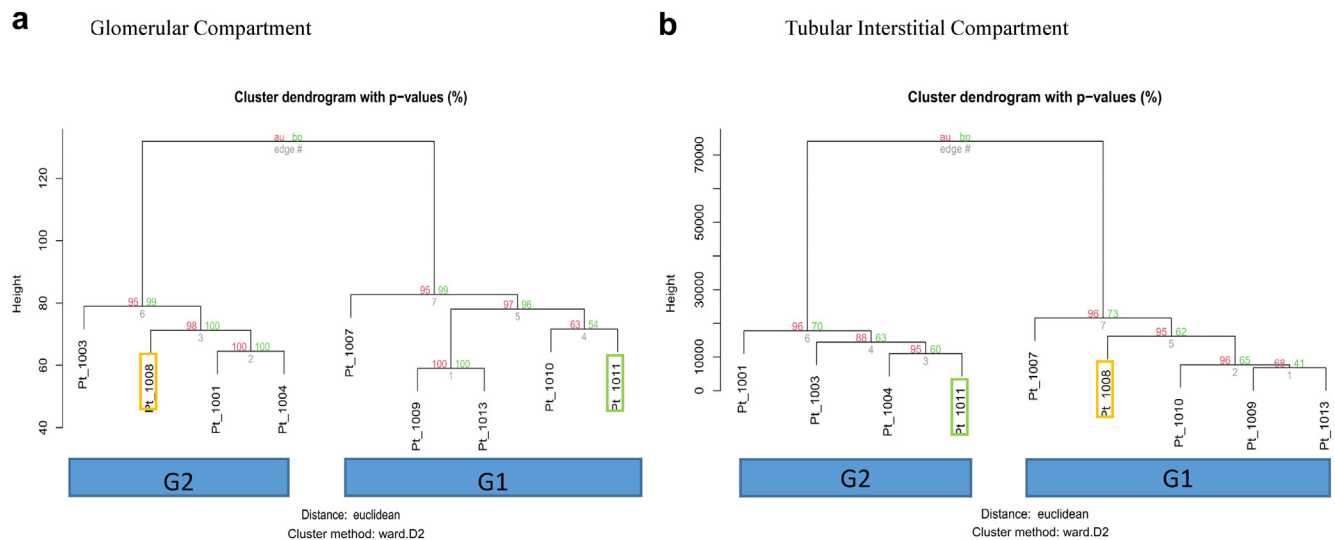 a Glomerular Compartment
Cluster dendrogram with p−values (%)
Height
120
100
80
60
40
au bp
edge #
95 99
6
98 100
3
100 100
2
95 99
7
97 96
5
63 54
4
100 100
1
Pt_1003
Pt_1008
Pt_1001
Pt_1004
Pt_1007
Pt_1009
Pt_1013
Pt_1010
Pt_1011
G2
G1
Distance: euclidean
Cluster method: ward.D2
b Tubular Interstitial Compartment
Cluster dendrogram with p−values (%)
Height
70000
50000
30000
10000
0
au bp
edge #
96 70
6
88 63
4
95 60
3
96 73
7
95 62
5
96 65
2
68 41
1
Pt_1001
Pt_1003
Pt_1004
Pt_1011
Pt_1007
Pt_1008
Pt_1010
Pt_1009
Pt_1013
G2
G1
Distance: euclidean
Cluster method: ward.D2